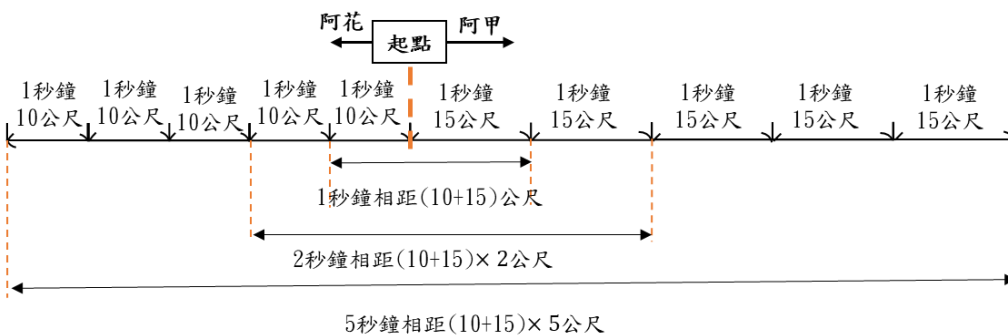 阿花 起點 阿甲
1秒鐘 1秒鐘 1秒鐘 1秒鐘 1秒鐘 1秒鐘 1秒鐘 1秒鐘 1秒鐘 1秒鐘
10公尺 10公尺 10公尺 10公尺 10公尺 15公尺 15公尺 15公尺 15公尺 15公尺
1秒鐘相距(10+15)公尺
2秒鐘相距(10+15)×2公尺
5秒鐘相距(10+15)×5公尺